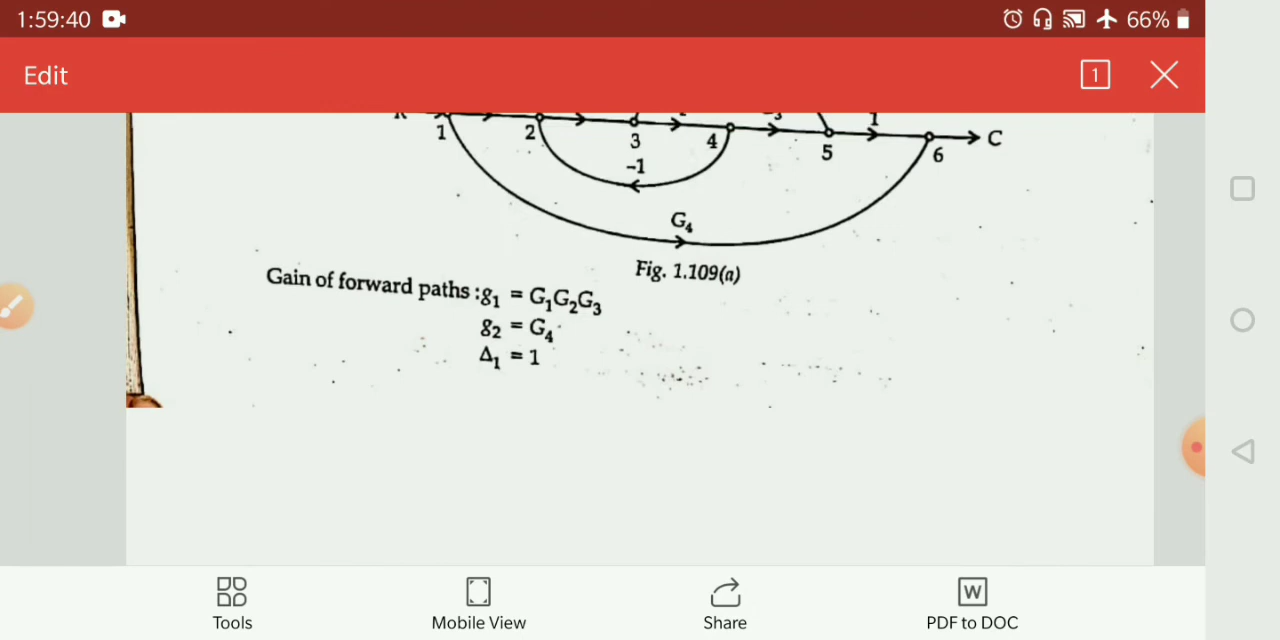 1:59:40 66%
Edit 1
1
1 2 3 4 5 6 C
-1
G₄
Fig. 1.109(a)
Gain of forward paths :g₁ = G₁G₂G₃
g₂ = G₄
Δ₁ = 1
Tools Mobile View Share W PDF to DOC